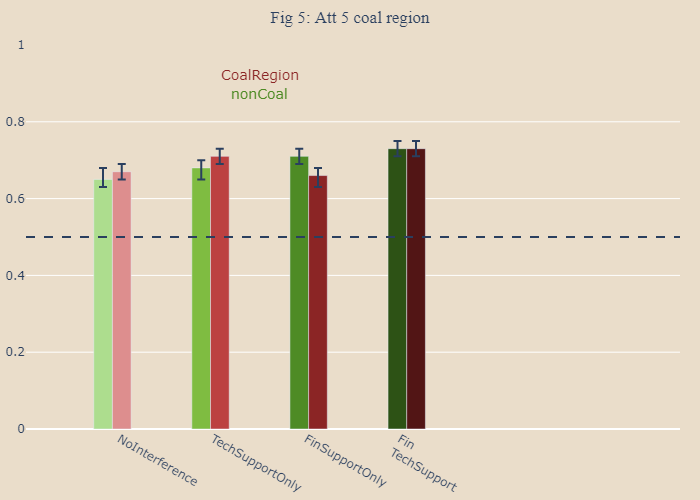 Fig 5: Att 5 coal region
1
CoalRegion
nonCoal
0.8
0.6
0.4
0.2
0
NoInterference
TechSupportOnly
FinSupportOnly
Fin
TechSupport